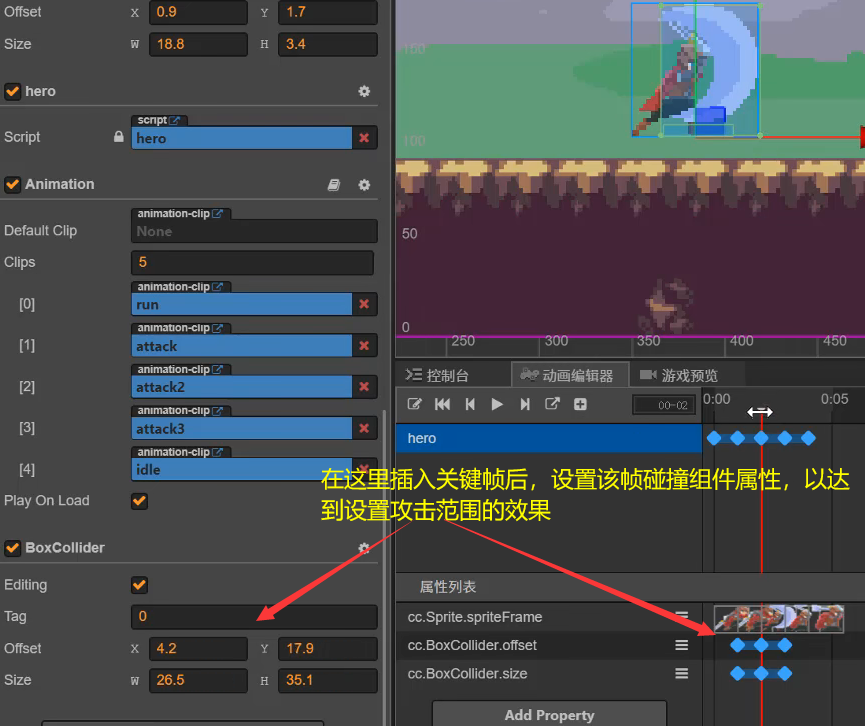 Offset X 0.9 Y 1.7
Size W 18.8 H 3.4
hero
script
Script hero
Animation
animation-clip
Default Clip None
Clips 5
animation-clip
[0] run
animation-clip
[1] attack
animation-clip
[2] attack2
animation-clip
[3] attack3
animation-clip
[4] idle
Play On Load
BoxCollider
Editing
Tag 0
Offset X 4.2 Y 17.9
Size W 26.5 H 35.1
150
100
50
0
250 300 350 400 450
控制台 动画编辑器 游戏预览
00-02 0:00 0:05
hero
在这里插入关键帧后，设置该帧碰撞组件属性，以达
到设置攻击范围的效果
属性列表
cc.Sprite.spriteFrame
cc.BoxCollider.offset
cc.BoxCollider.size
Add Property